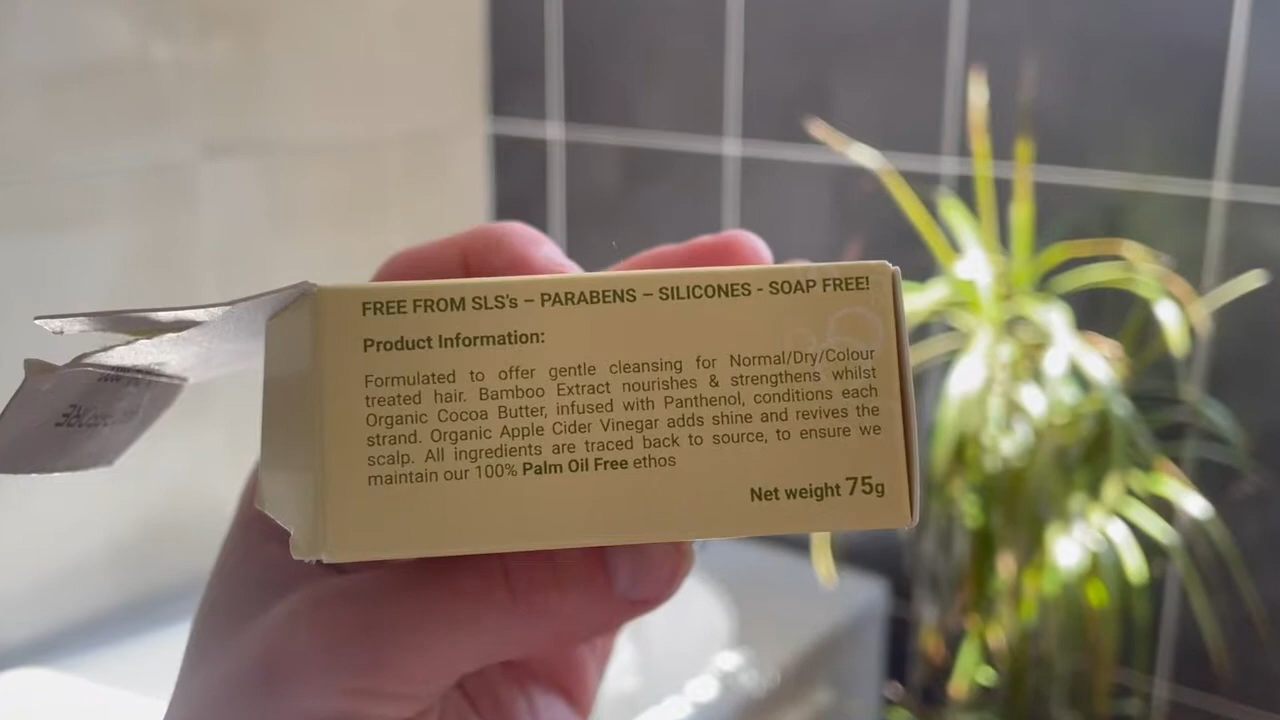 FREE FROM SLS's – PARABENS – SILICONES - SOAP FREE!
Product Information:
Formulated to offer gentle cleansing for Normal/Dry/Colour
treated hair. Bamboo Extract nourishes & strengthens whilst
Organic Cocoa Butter, infused with Panthenol, conditions each
strand. Organic Apple Cider Vinegar adds shine and revives the
scalp. All ingredients are traced back to source, to ensure we
maintain our 100% Palm Oil Free ethos
Net weight 75g